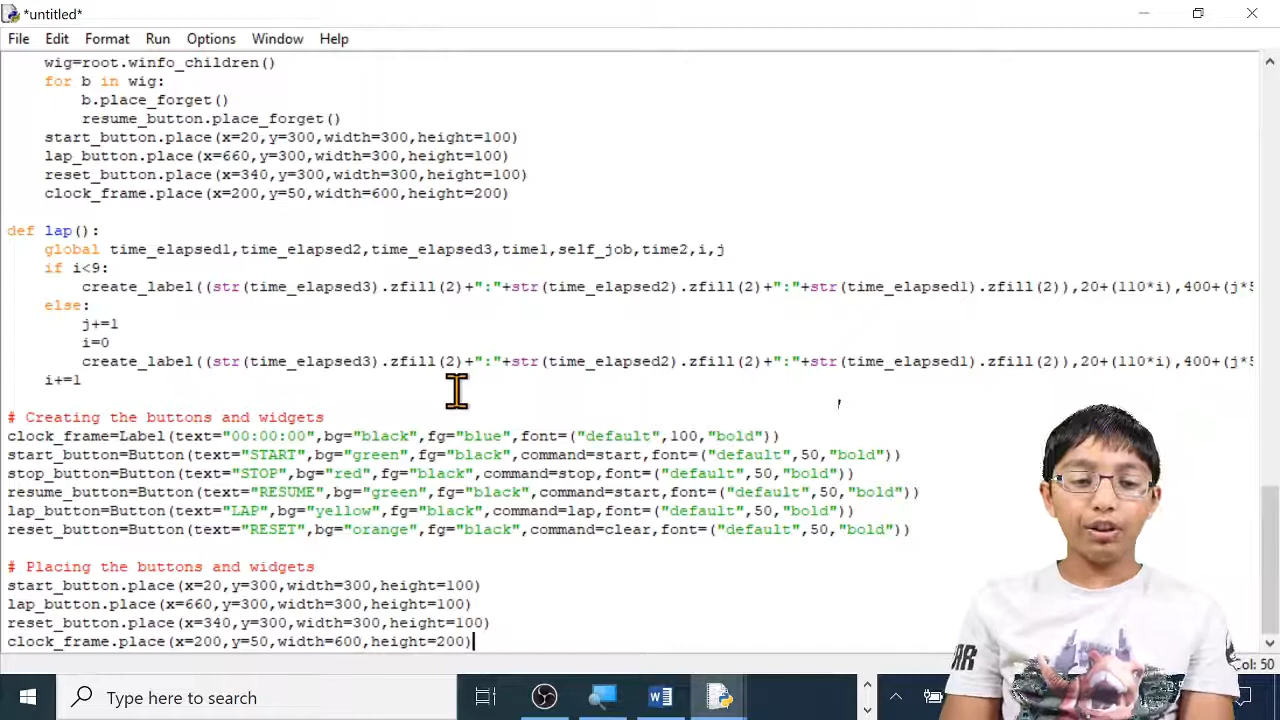 *untitled*
File Edit Format Run Options Window Help
wig=root.winfo_children()
for b in wig:
b.place_forget()
resume_button.place_forget()
start_button.place(x=20,y=300,width=300,height=100)
lap_button.place(x=660,y=300,width=300,height=100)
reset_button.place(x=340,y=300,width=300,height=100)
clock_frame.place(x=200,y=50,width=600,height=200)
def lap():
global time_elapsed1,time_elapsed2,time_elapsed3,time1,self_job,time2,i,j
if i<9:
create_label((str(time_elapsed3).zfill(2)+":"+str(time_elapsed2).zfill(2)+":"+str(time_elapsed1).zfill(2)),20+(110*i),400+(j*5
else:
j+=1
i=0
create_label((str(time_elapsed3).zfill(2)+":"+str(time_elapsed2).zfill(2)+":"+str(time_elapsed1).zfill(2)),20+(110*i),400+(j*5
i+=1
# Creating the buttons and widgets
clock_frame=Label(text="00:00:00",bg="black",fg="blue",font=("default",100,"bold"))
start_button=Button(text="START",bg="green",fg="black",command=start,font=("default",50,"bold"))
stop_button=Button(text="STOP",bg="red",fg="black",command=stop,font=("default",50,"bold"))
resume_button=Button(text="RESUME",bg="green",fg="black",command=start,font=("default",50,"bold"))
lap_button=Button(text="LAP",bg="yellow",fg="black",command=lap,font=("default",50,"bold"))
reset_button=Button(text="RESET",bg="orange",fg="black",command=clear,font=("default",50,"bold"))
# Placing the buttons and widgets
start_button.place(x=20,y=300,width=300,height=100)
lap_button.place(x=660,y=300,width=300,height=100)
reset_button.place(x=340,y=300,width=300,height=100)
clock_frame.place(x=200,y=50,width=600,height=200)
Col: 50
Type here to search